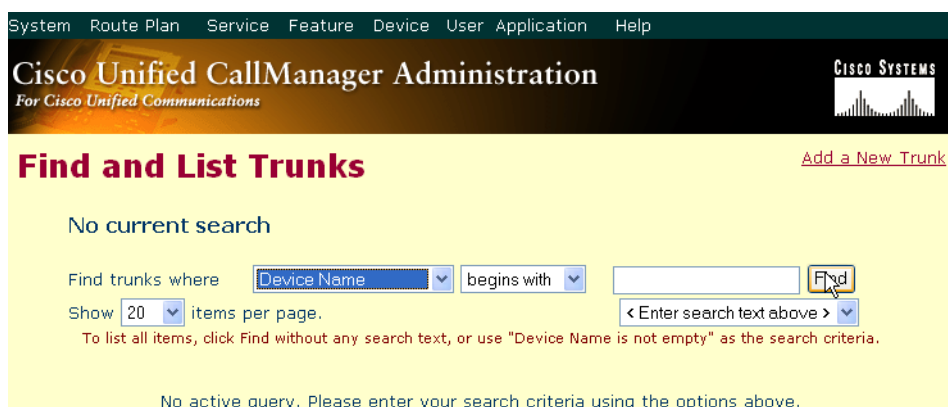 System Route Plan Service Feature Device User Application Help
Cisco Unified CallManager Administration
For Cisco Unified Communications
CISCO SYSTEMS
Find and List Trunks
Add a New Trunk
No current search
Find trunks where Device Name begins with Find
Show 20 items per page. < Enter search text above >
To list all items, click Find without any search text, or use "Device Name is not empty" as the search criteria.
No active query. Please enter your search criteria using the options above.